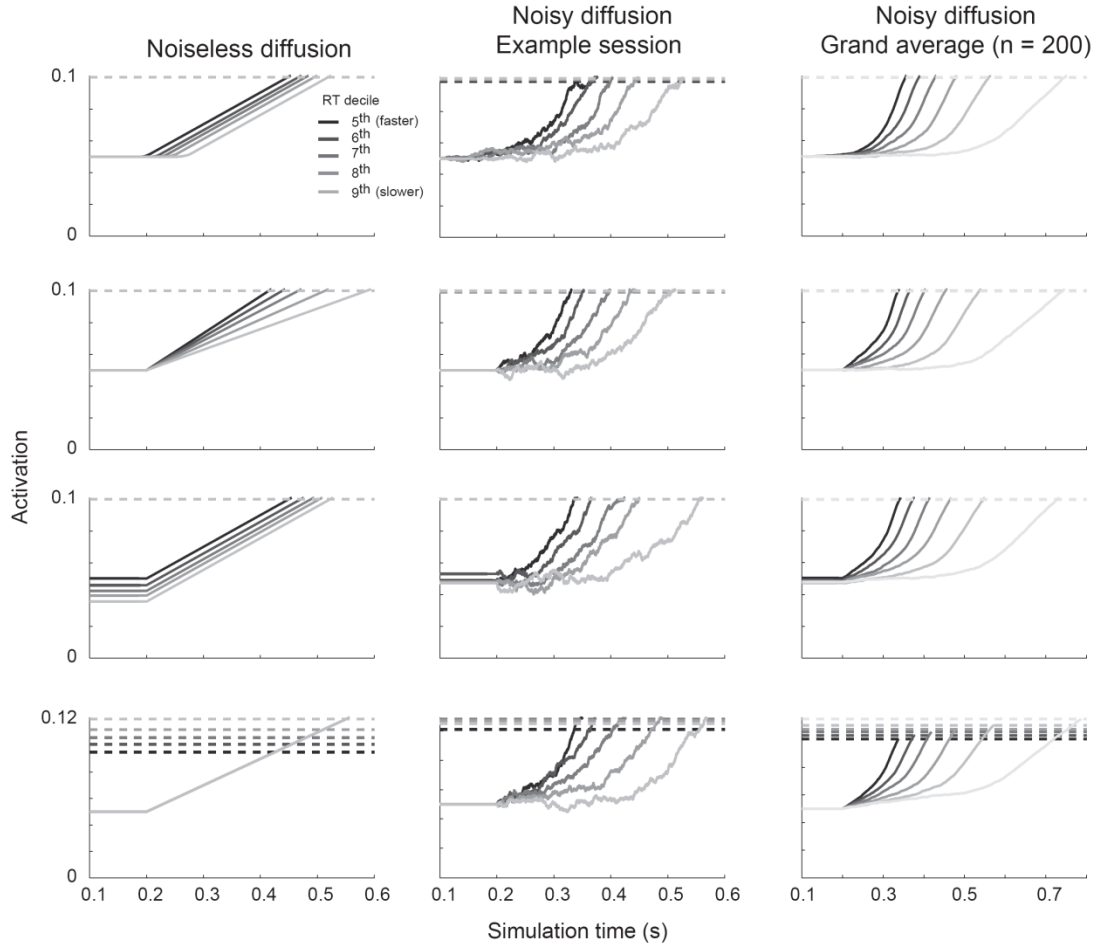 Noiseless diffusion
Noisy diffusion
Example session
Noisy diffusion
Grand average (n = 200)
0.1
0
RT decile
5th (faster)
6th
7th
8th
9th (slower)
0.1
0
0.1
0
0.12
0
Activation
0.1 0.2 0.3 0.4 0.5 0.6
0.1 0.2 0.3 0.4 0.5 0.6
0.1 0.3 0.5 0.7
Simulation time (s)